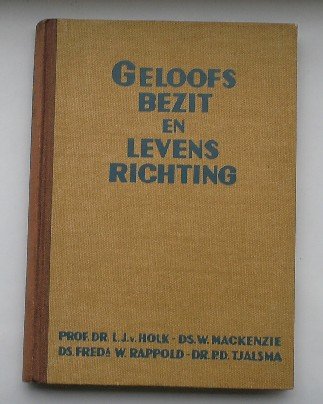 GELOOFS
BEZIT
EN
LEVENS
RICHTING
PROF. DR. L. J. v. HOLK - DS. W. MACKENZIE
DS. FREDA W. RAPPOLD - DR. P.D. TJALSMA